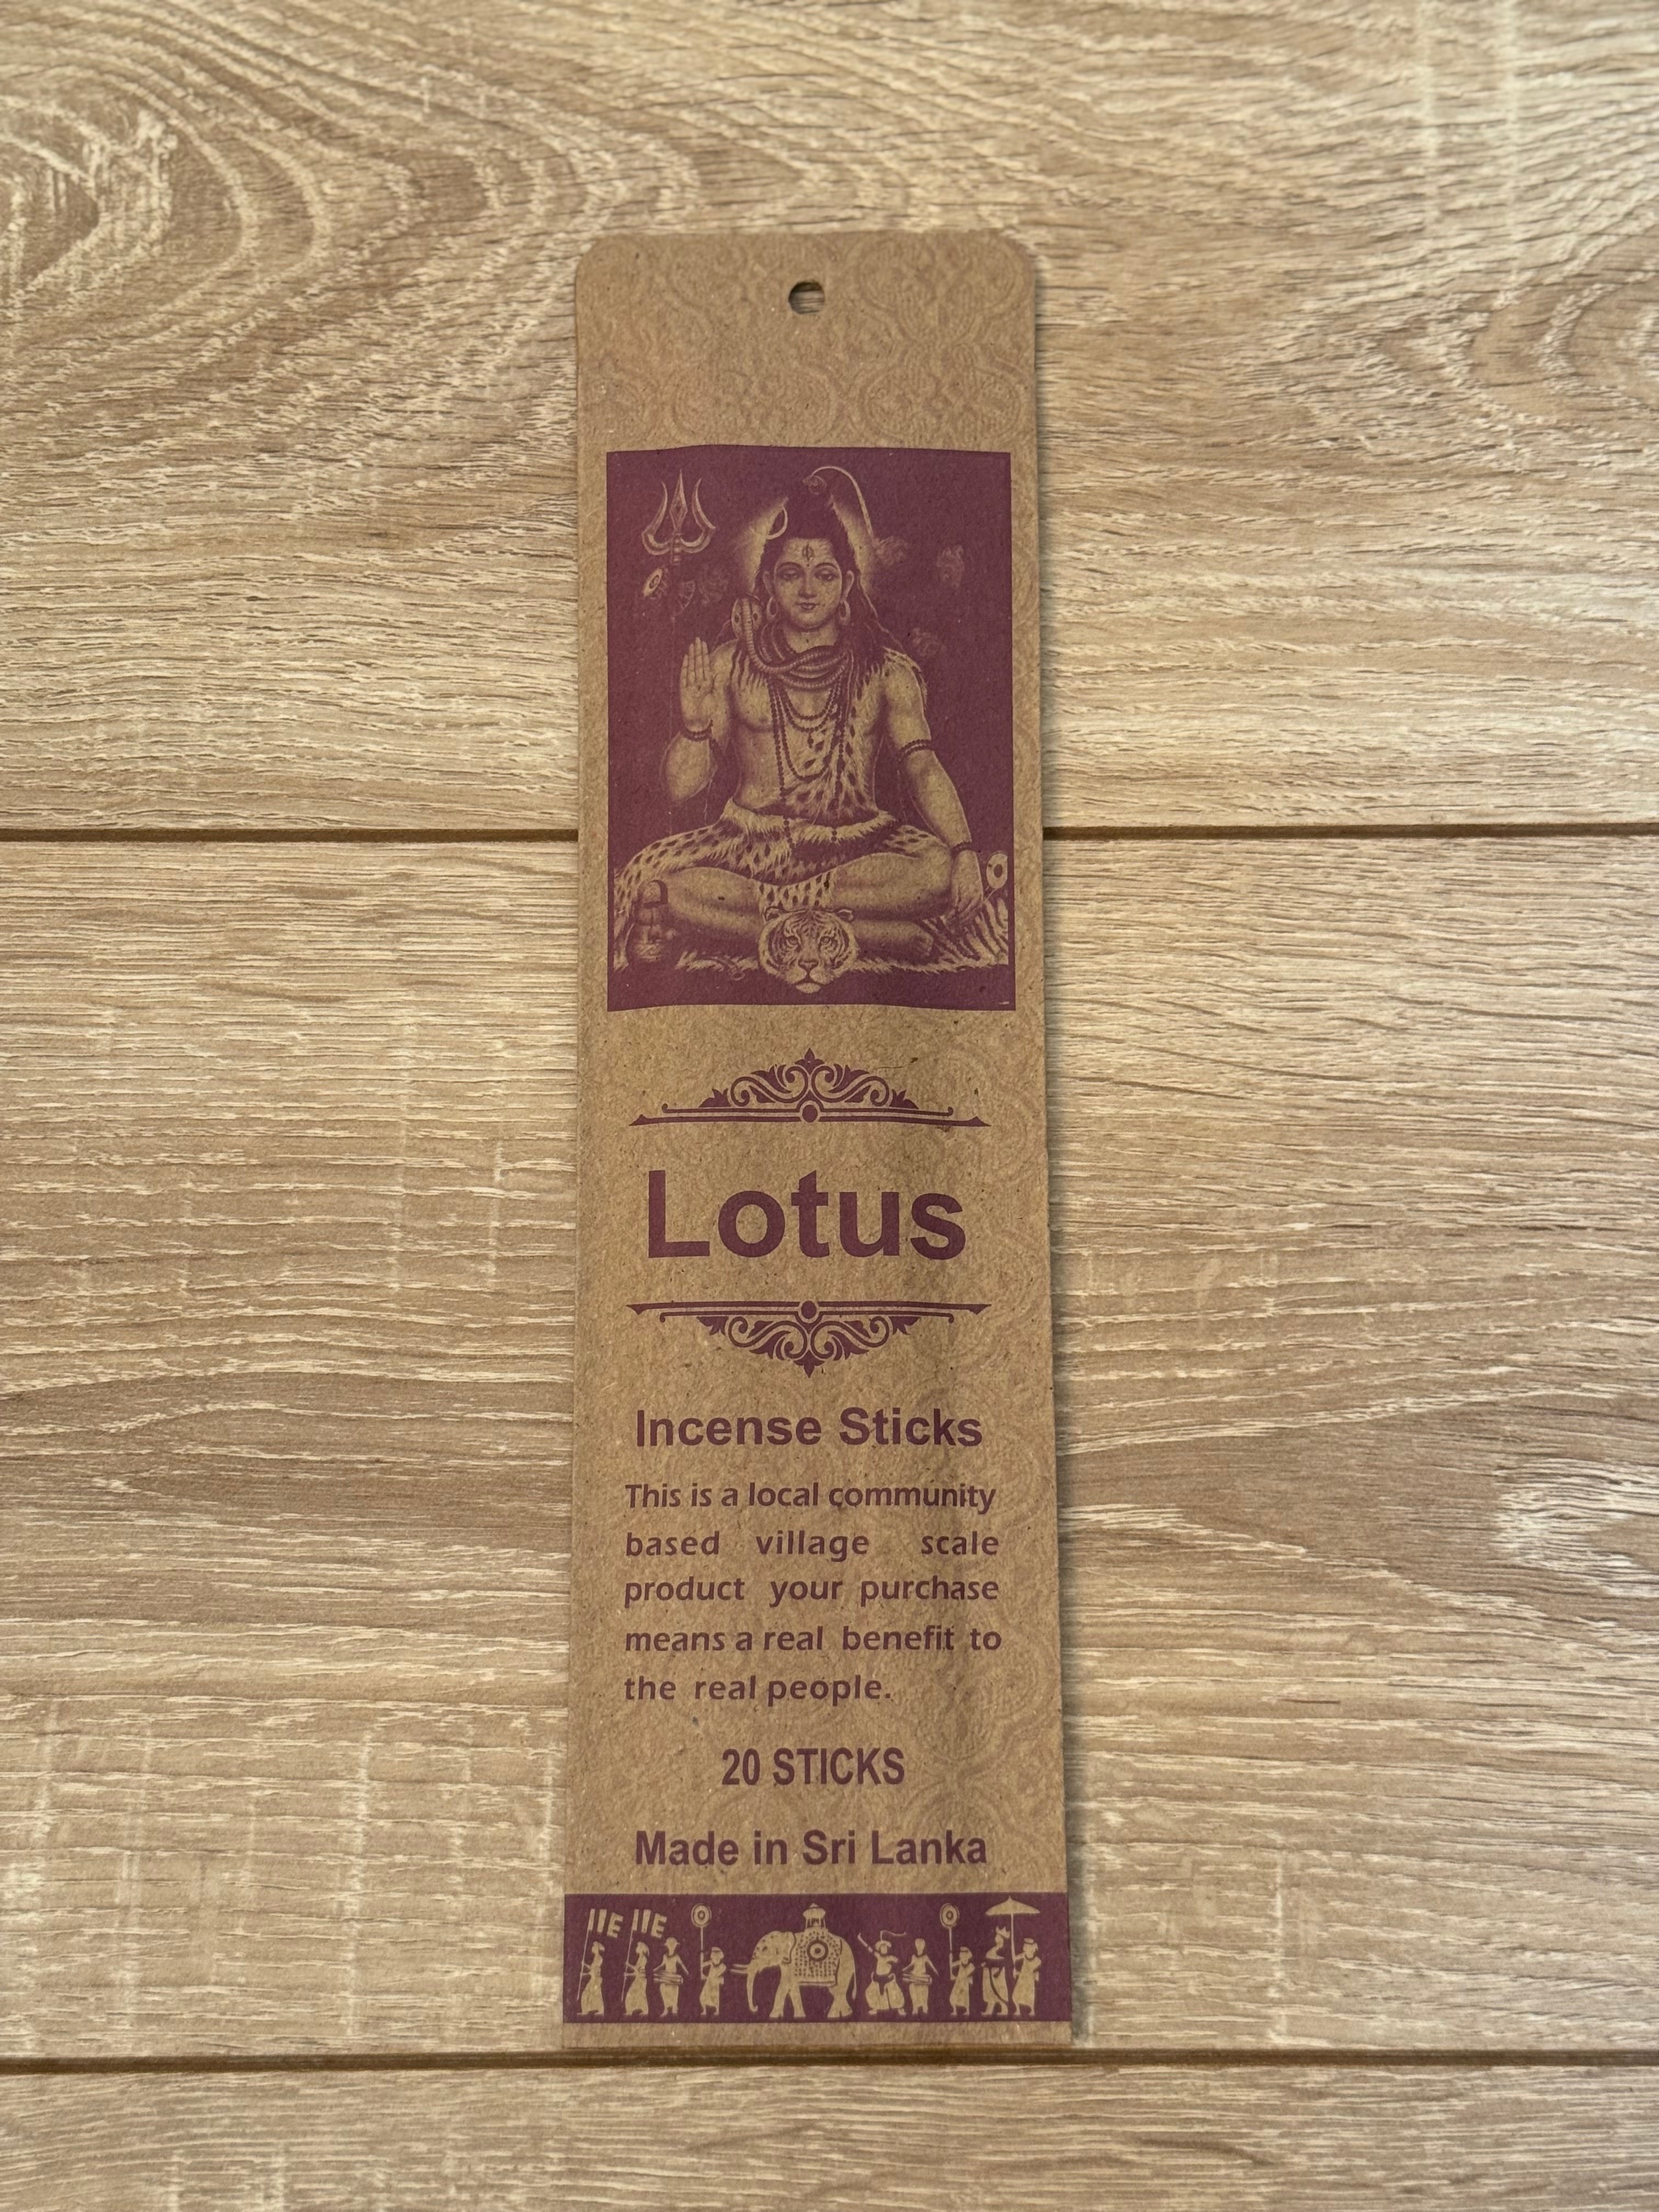 Lotus
Incense Sticks
This is a local community
based village scale
product your purchase
means a real benefit to
the real people.
20 STICKS
Made in Sri Lanka